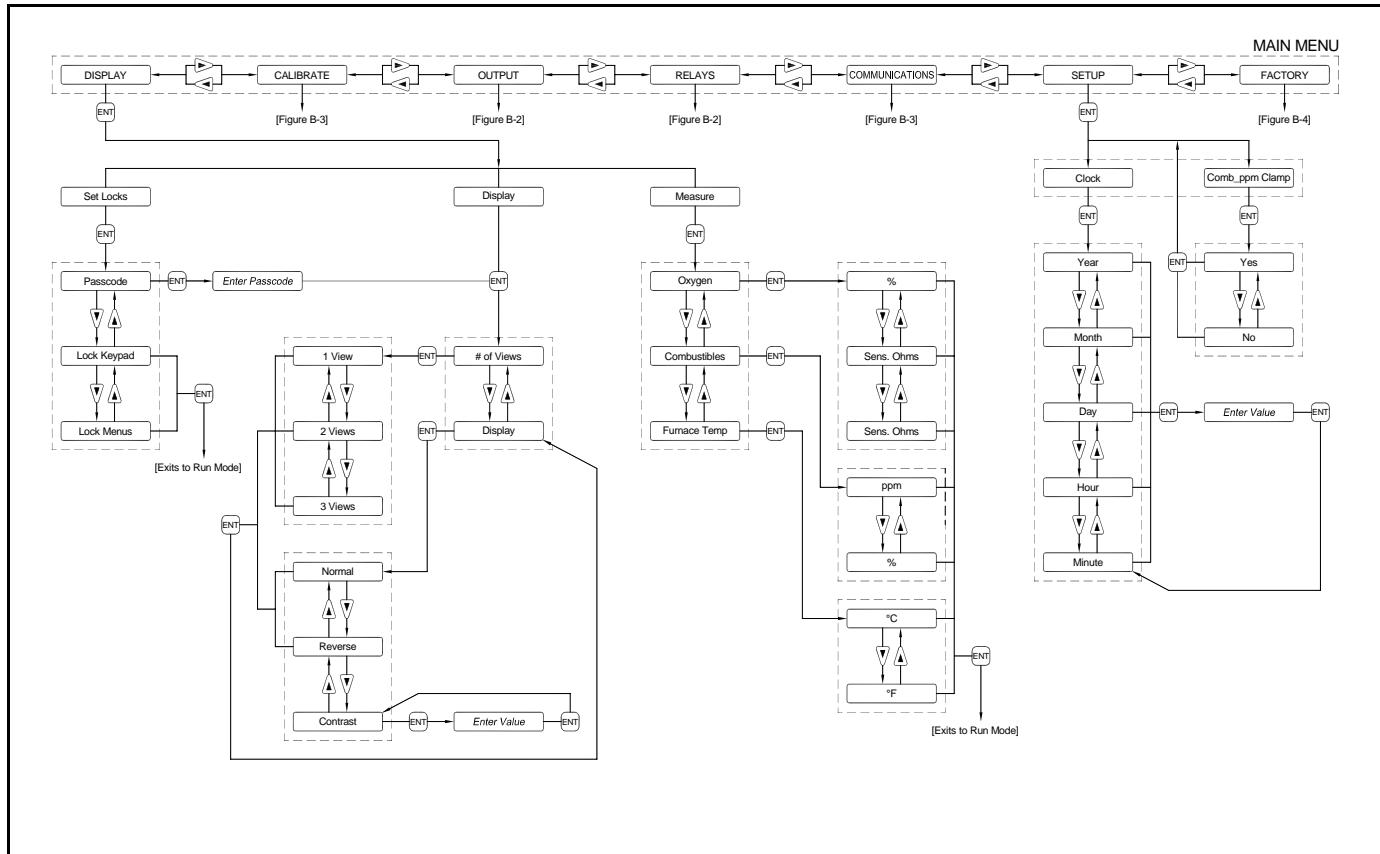 MAIN MENU
DISPLAY
CALIBRATE
OUTPUT
RELAYS
COMMUNICATIONS
SETUP
FACTORY
ENT
[Figure B-3]
[Figure B-2]
[Figure B-2]
[Figure B-3]
ENT
[Figure B-4]
Set Locks
Display
Measure
Clock
Comb_ppm Clamp
ENT
ENT
ENT
ENT
Passcode
ENT
Enter Passcode
ENT
Oxygen
ENT
%
Year
ENT
Yes
Month
No
Lock Keypad
1 View
ENT
# of Views
Combustibles
ENT
Sens. Ohms
ENT
Day
ENT
Enter Value
ENT
Lock Menus
2 Views
ENT
Display
Furnace Temp
ENT
Sens. Ohms
[Exits to Run Mode]
3 Views
ppm
Hour
ENT
Normal
%
Minute
Reverse
°C
ENT
°F
Contrast
ENT
Enter Value
ENT
[Exits to Run Mode]